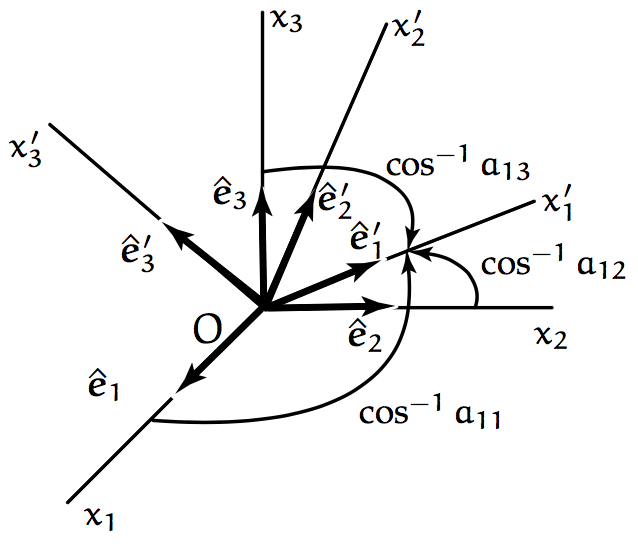 x₃
x₂′
x₃′
cos⁻¹ a₁₃
ê₃
ê₂′
x₁′
ê₁′
ê₃′
cos⁻¹ a₁₂
O
ê₂
x₂
ê₁
cos⁻¹ a₁₁
x₁